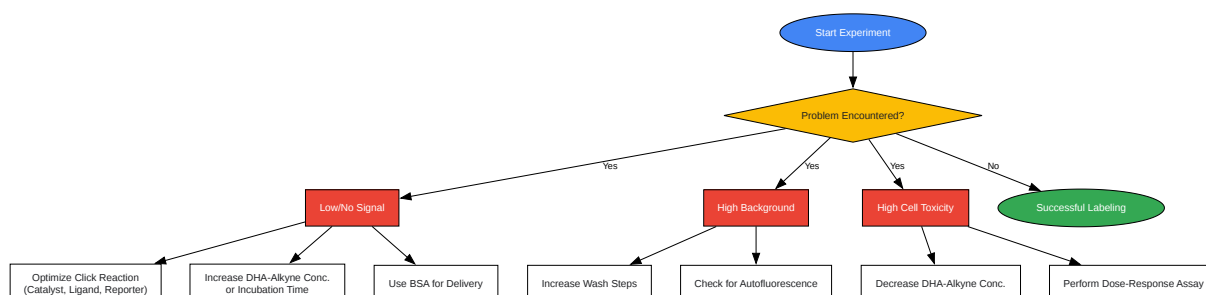 Start Experiment
Problem Encountered?
Yes
Yes
Yes
No
Low/No Signal
High Background
High Cell Toxicity
Successful Labeling
Optimize Click Reaction
(Catalyst, Ligand, Reporter)
Increase DHA-Alkyne Conc.
or Incubation Time
Use BSA for Delivery
Increase Wash Steps
Check for Autofluorescence
Decrease DHA-Alkyne Conc.
Perform Dose-Response Assay